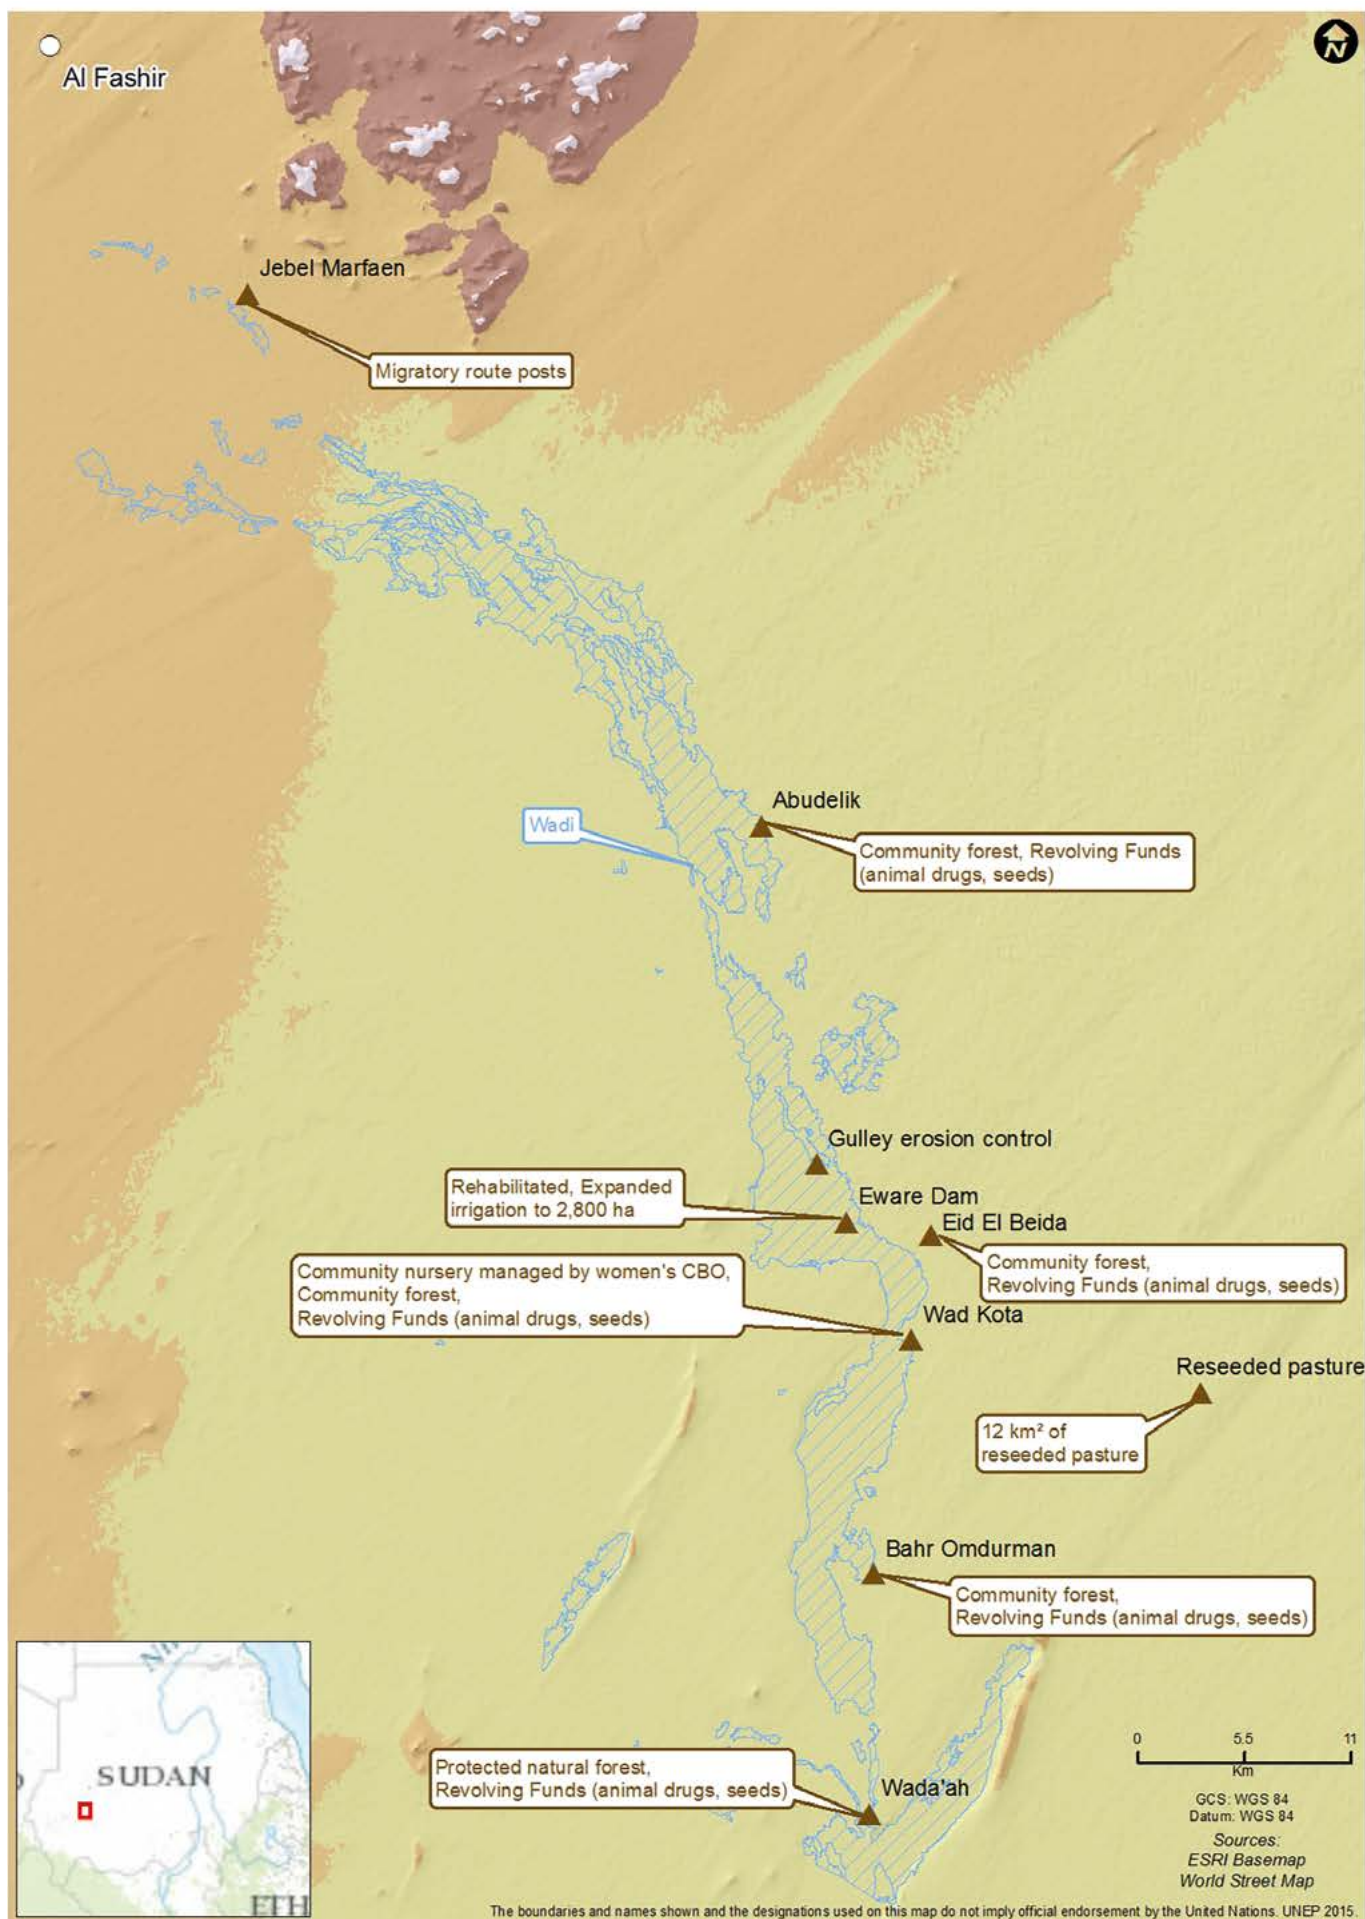 N
Al Fashir
Jebel Marfaen
Migratory route posts
Abudelik
Wadi
Community forest, Revolving Funds
(animal drugs, seeds)
Gulley erosion control
Rehabilitated, Expanded
irrigation to 2,800 ha
Eware Dam
Eid El Beida
Community forest,
Revolving Funds (animal drugs, seeds)
Community nursery managed by women's CBO,
Community forest,
Revolving Funds (animal drugs, seeds)
Wad Kota
Reseeded pasture
12 km² of
reseeded pasture
Bahr Omdurman
Community forest,
Revolving Funds (animal drugs, seeds)
SUDAN
ETH
Protected natural forest,
Revolving Funds (animal drugs, seeds)
Wada'ah
0 5.5 11
Km
GCS: WGS 84
Datum: WGS 84
Sources:
ESRI Basemap
World Street Map
The boundaries and names shown and the designations used on this map do not imply official endorsement by the United Nations. UNEP 2015.